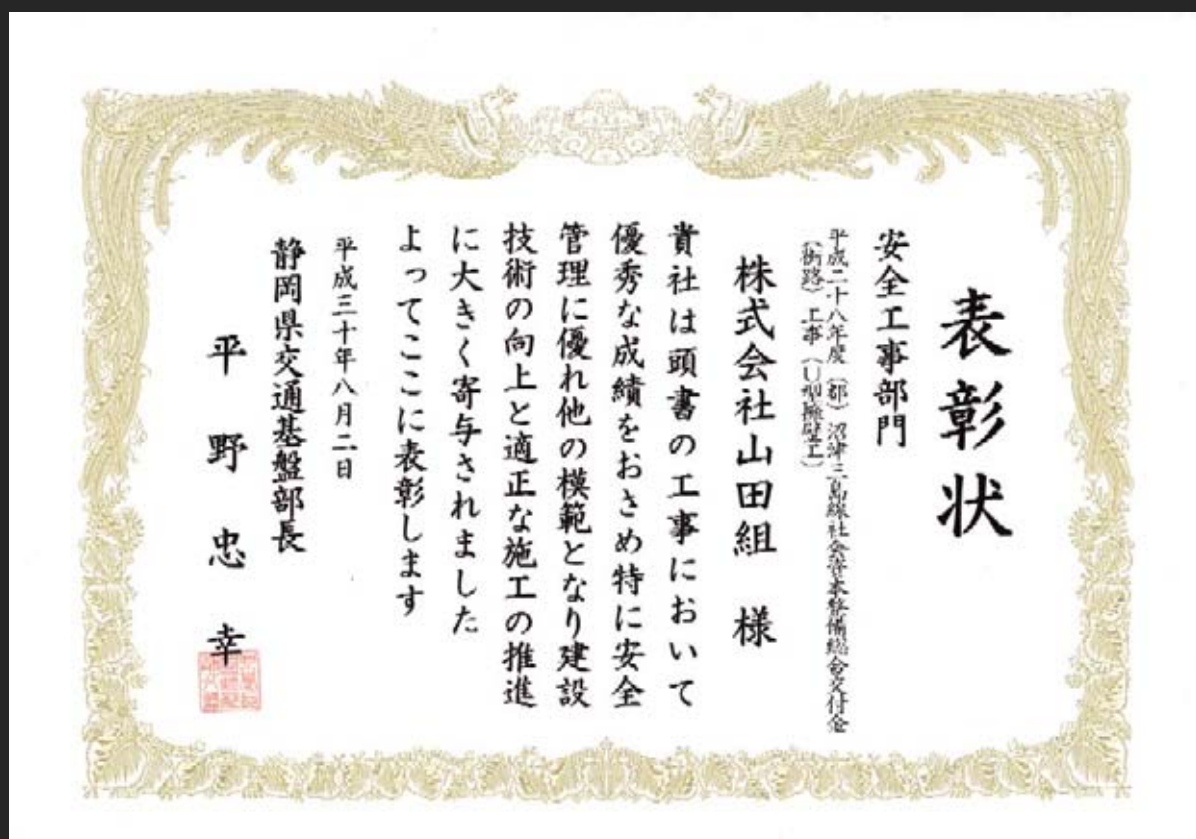 表彰状
安全工事部門
平成二十八年度（都）沼津三島線社会資本整備総合交付金
（街路）工事（U型擁壁工）
株式会社山田組 様
貴社は頭書の工事において
優秀な成績をおさめ特に安全
管理に優れ他の模範となり建設
技術の向上と適正な施工の推進
に大きく寄与されました
よってここに表彰します
平成三十年八月二日
静岡県交通基盤部長
平野忠幸